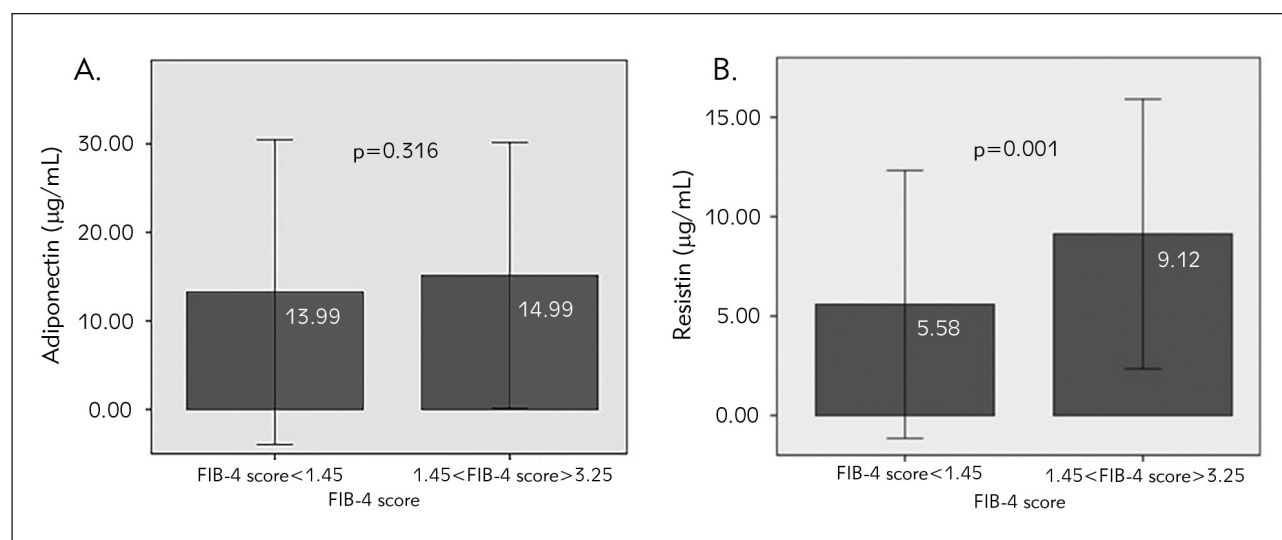 A.
Adiponectin (μg/mL)
30.00
20.00
10.00
0.00
p=0.316
13.99
14.99
FIB-4 score<1.45
1.45<FIB-4 score>3.25
FIB-4 score
B.
Resistin (μg/mL)
15.00
10.00
5.00
0.00
p=0.001
5.58
9.12
FIB-4 score<1.45
1.45<FIB-4 score>3.25
FIB-4 score